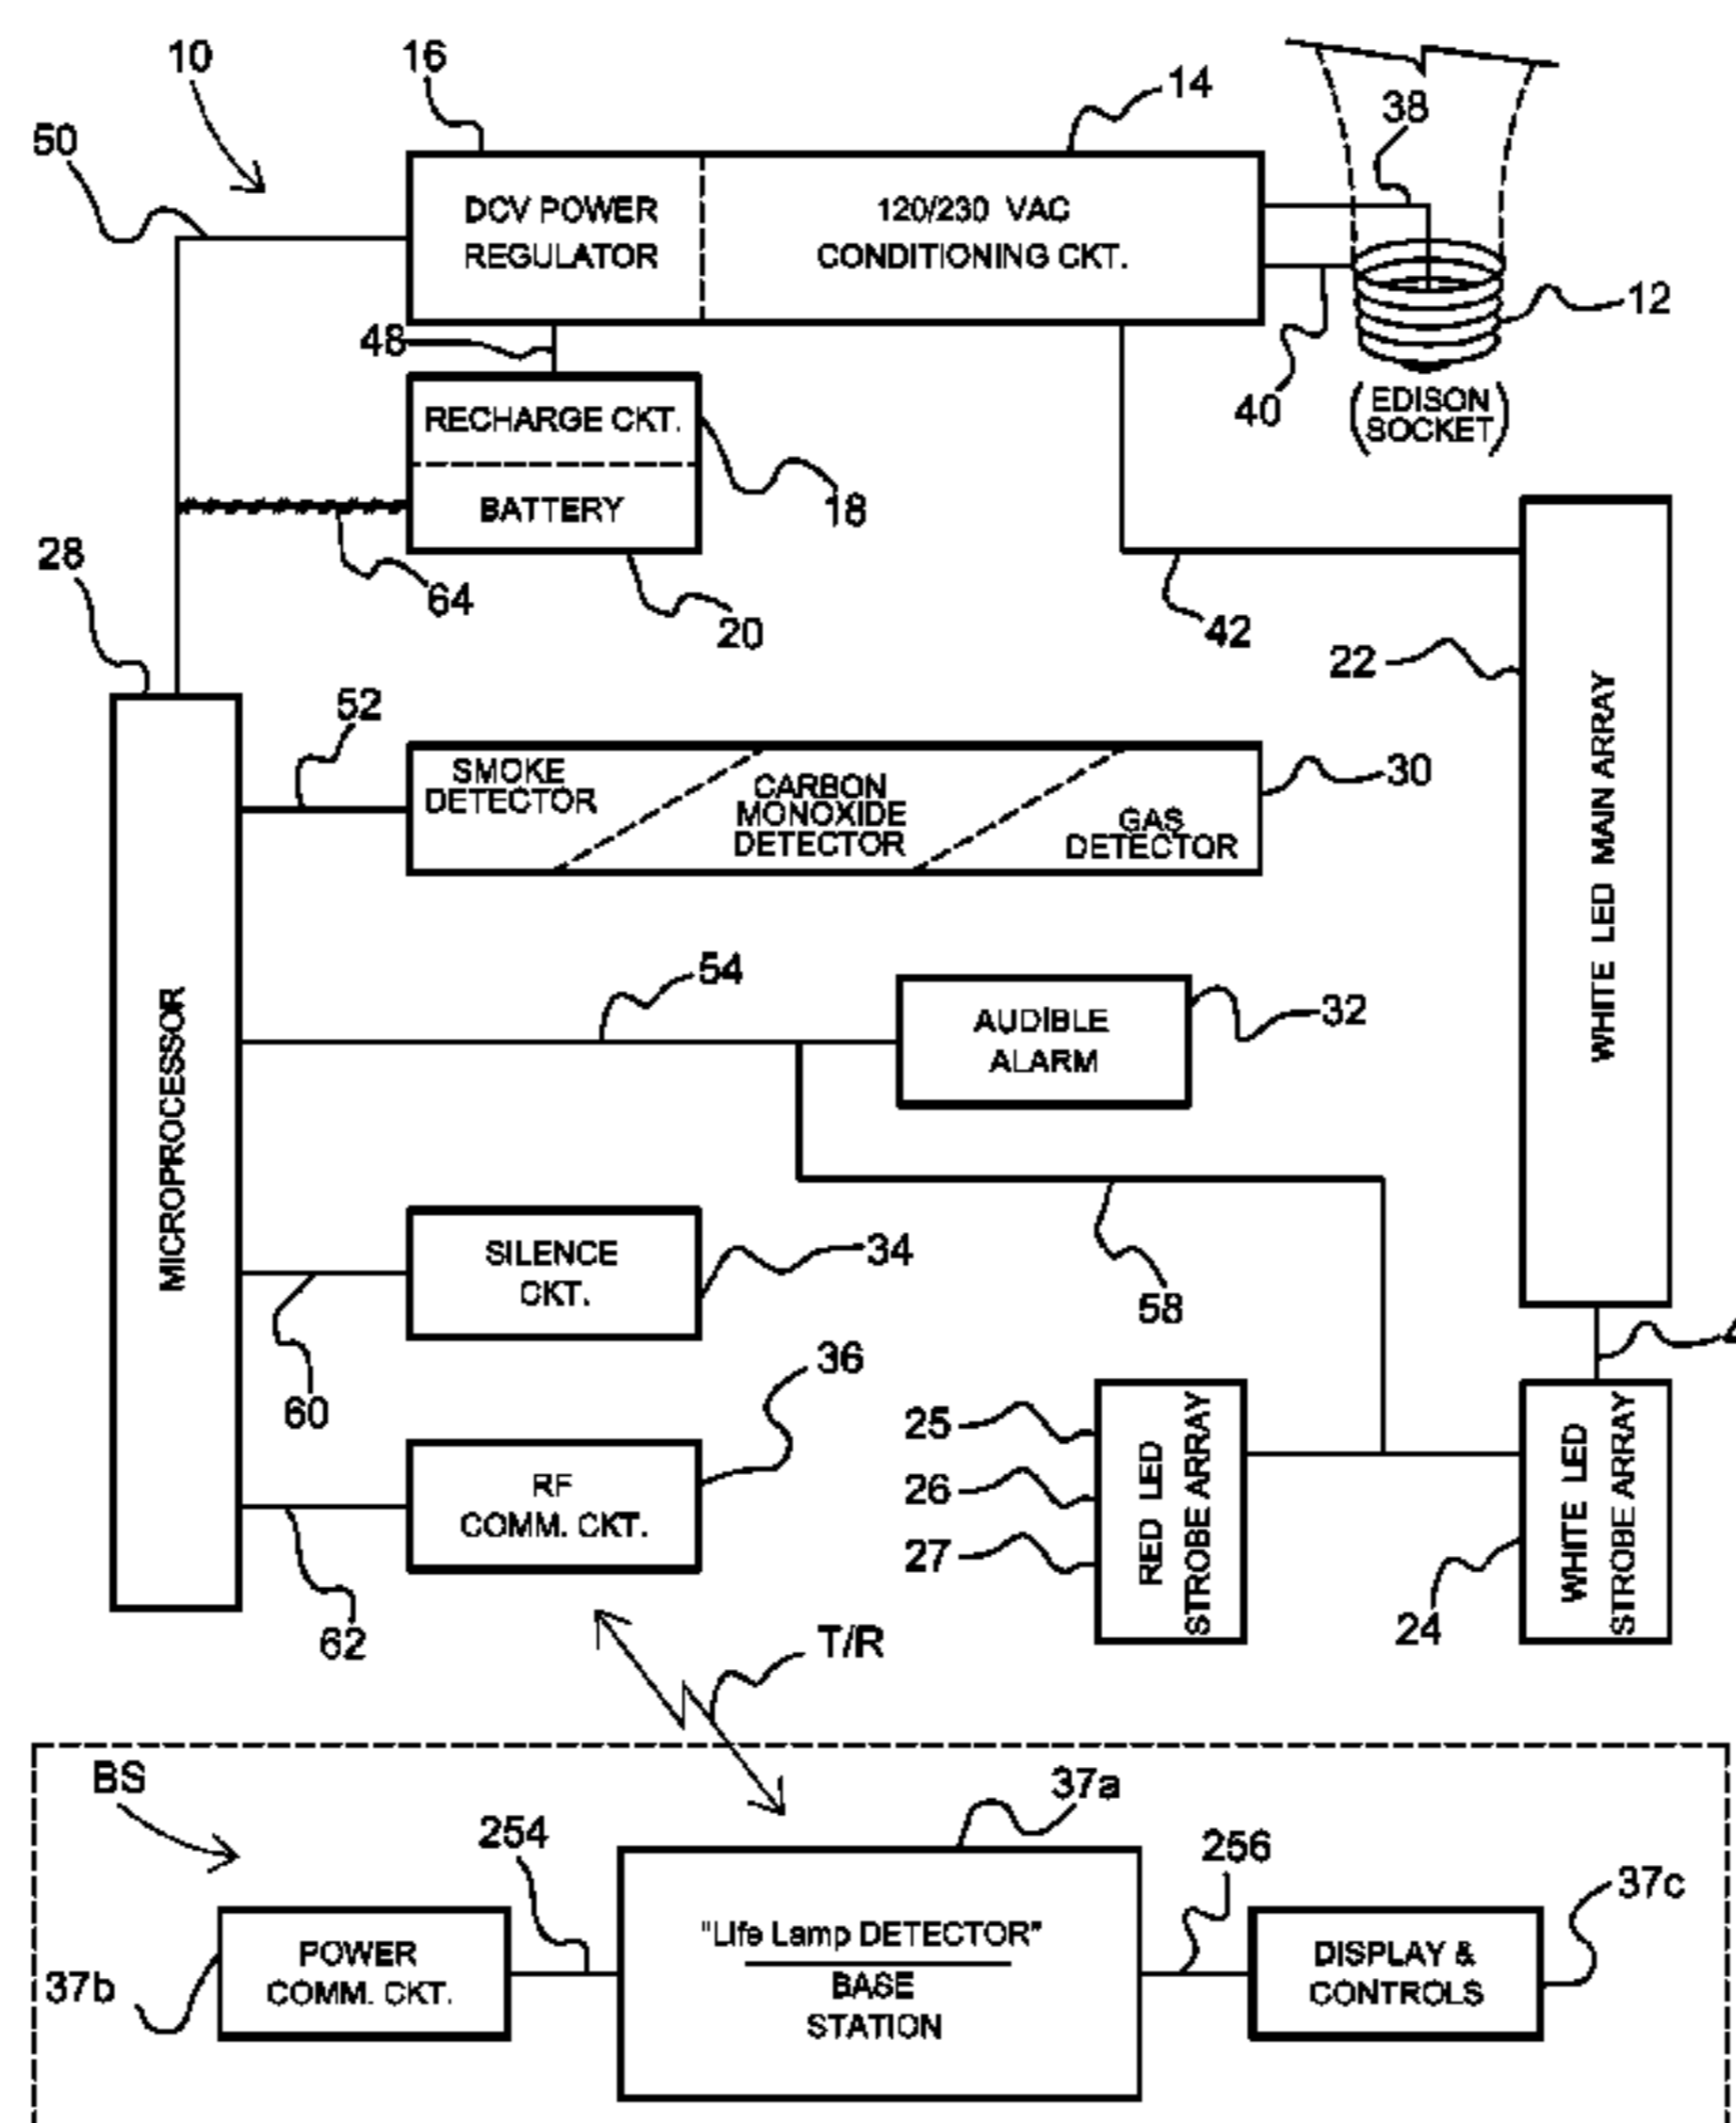 10
16
14
38
50
DCV POWER
REGULATOR
120/230 VAC
CONDITIONING CKT.
12
48
40
(EDISON
SOCKET)
RECHARGE CKT.
BATTERY
18
28
64
20
42
22
52
SMOKE
DETECTOR
CARBON
MONOXIDE
DETECTOR
GAS
DETECTOR
30
WHITE LED MAIN ARRAY
54
AUDIBLE
ALARM
32
MICROPROCESSOR
SILENCE
CKT.
34
58
60
36
RF
COMM. CKT.
25
26
27
RED LED
STROBE ARRAY
WHITE LED
STROBE ARRAY
24
62
T/R
BS
37a
254
256
37c
37b
POWER
COMM. CKT.
"Life Lamp DETECTOR"
BASE
STATION
DISPLAY &
CONTROLS